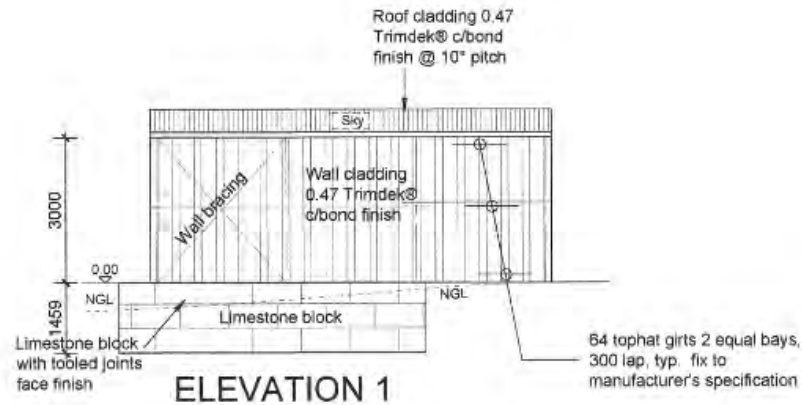 Roof cladding 0.47
Trimdek® c/bond
finish @ 10° pitch
Sky
Wall bracing
Wall cladding
0.47 Trimdek®
c/bond finish
3000
0.00
NGL
NGL
1459
Limestone block
Limestone block
with tooled joints
face finish
64 tophat girts 2 equal bays,
300 lap, typ. fix to
manufacturer's specification
ELEVATION 1